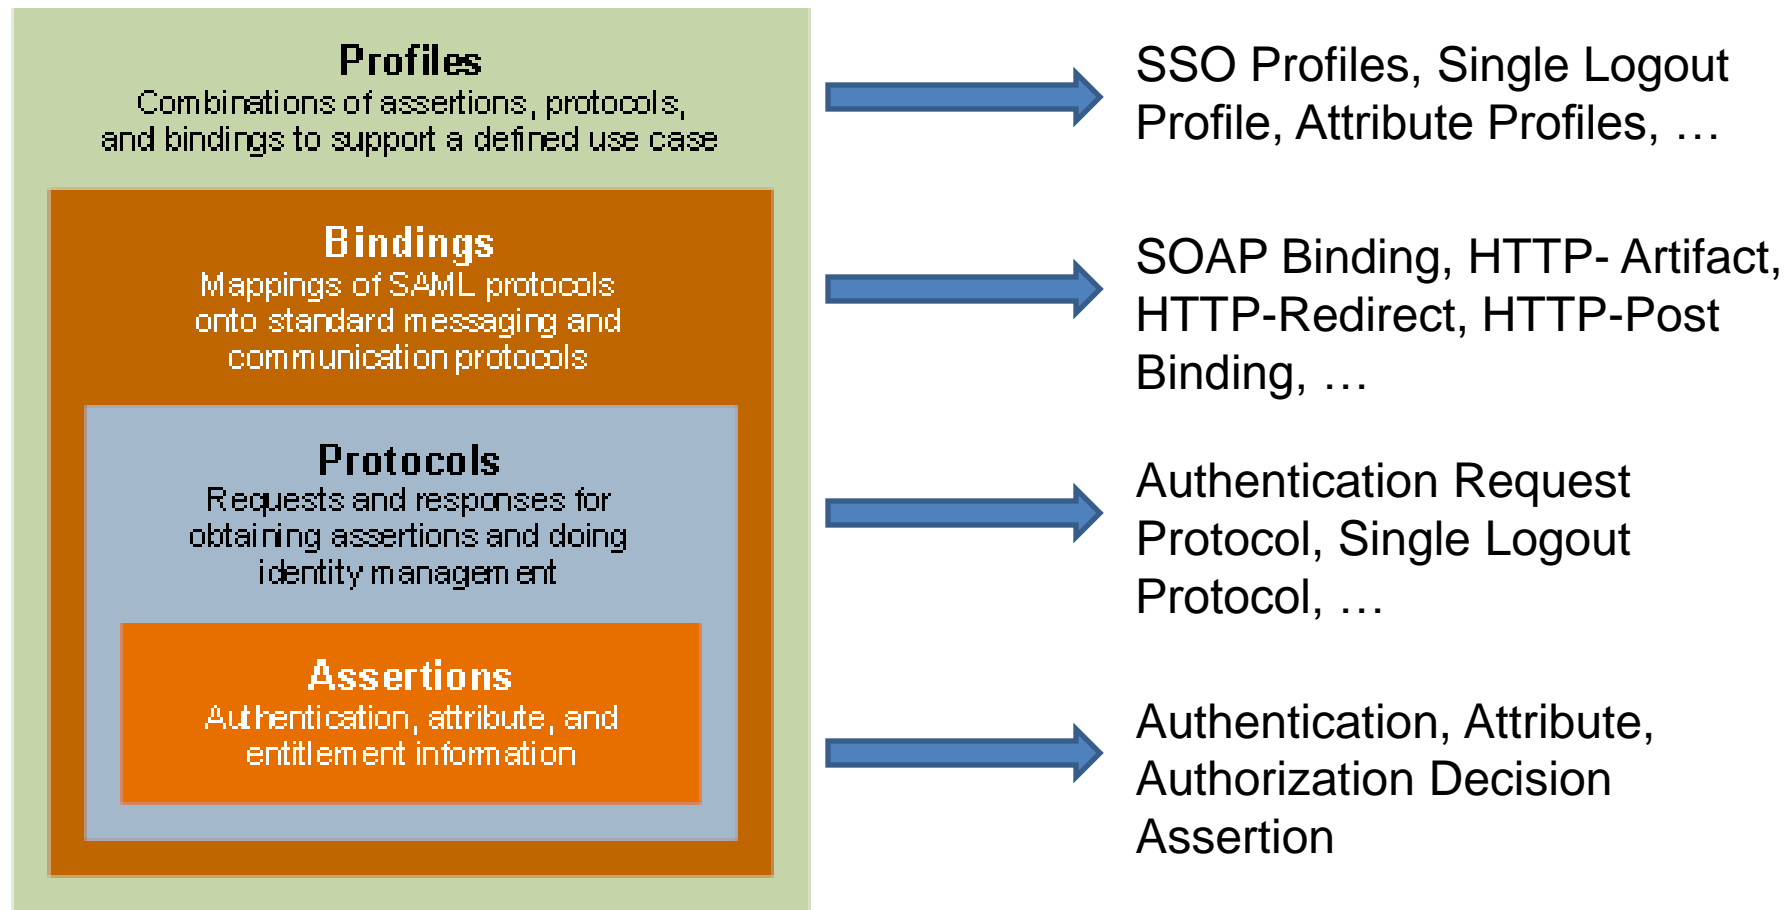 Profiles
Combinations of assertions, protocols,
and bindings to support a defined use case
SSO Profiles, Single Logout
Profile, Attribute Profiles, …
Bindings
Mappings of SAML protocols
onto standard messaging and
communication protocols
SOAP Binding, HTTP- Artifact,
HTTP-Redirect, HTTP-Post
Binding, …
Protocols
Requests and responses for
obtaining assertions and doing
identity management
Authentication Request
Protocol, Single Logout
Protocol, …
Assertions
Authentication, attribute, and
entitlement information
Authentication, Attribute,
Authorization Decision
Assertion